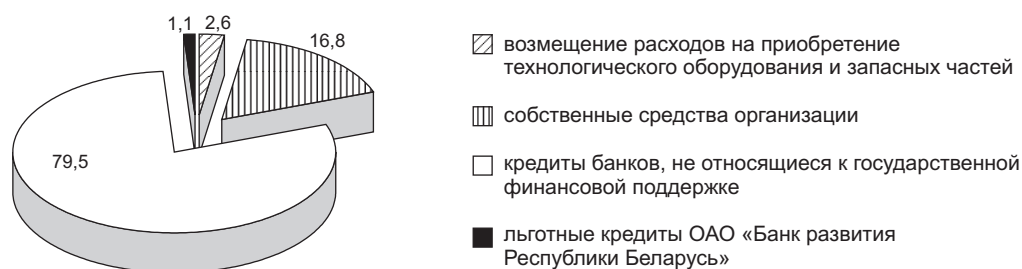 1,1
2,6
16,8
79,5
возмещение расходов на приобретение
технологического оборудования и запасных частей
собственные средства организации
кредиты банков, не относящиеся к государственной
финансовой поддержке
льготные кредиты ОАО «Банк развития
Республики Беларусь»